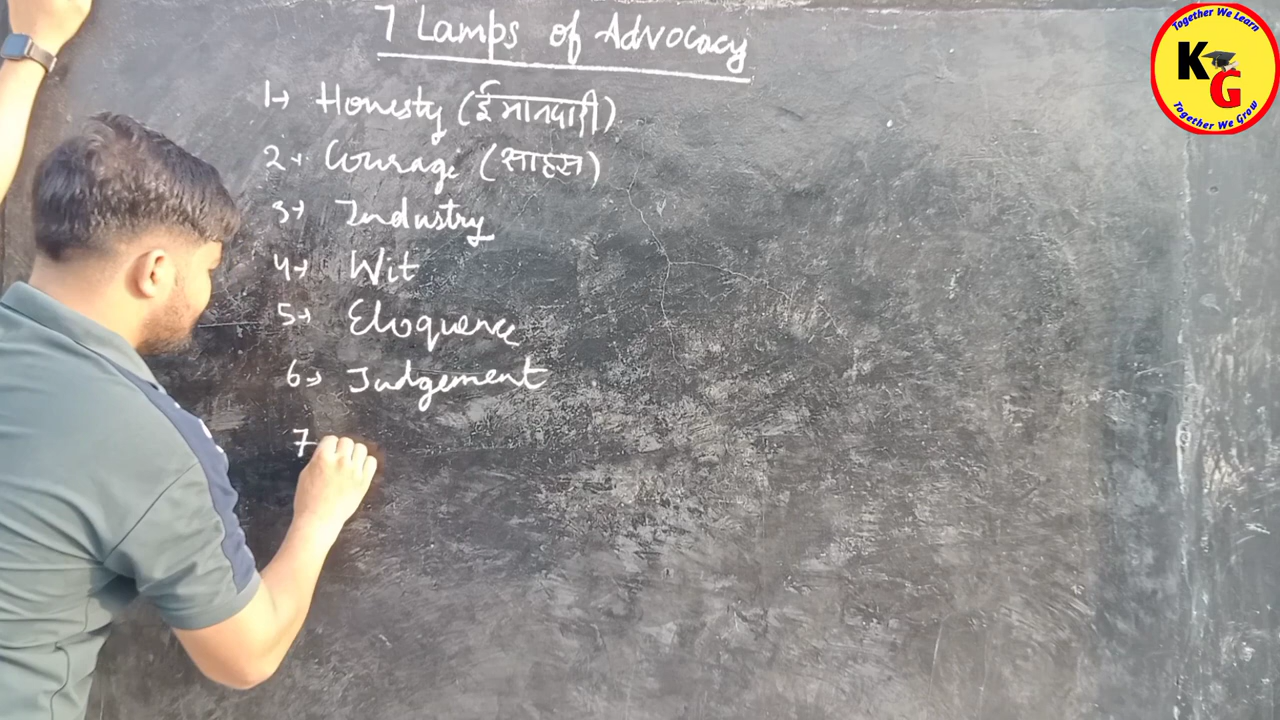 7 Lamps of Advocacy
1→ Honesty (ईमानदारी)
2→ Courage (साहस)
3→ Industry
4→ Wit
5→ Eloquence
6→ Judgement
7
Together We Learn
KG
Together We Grow